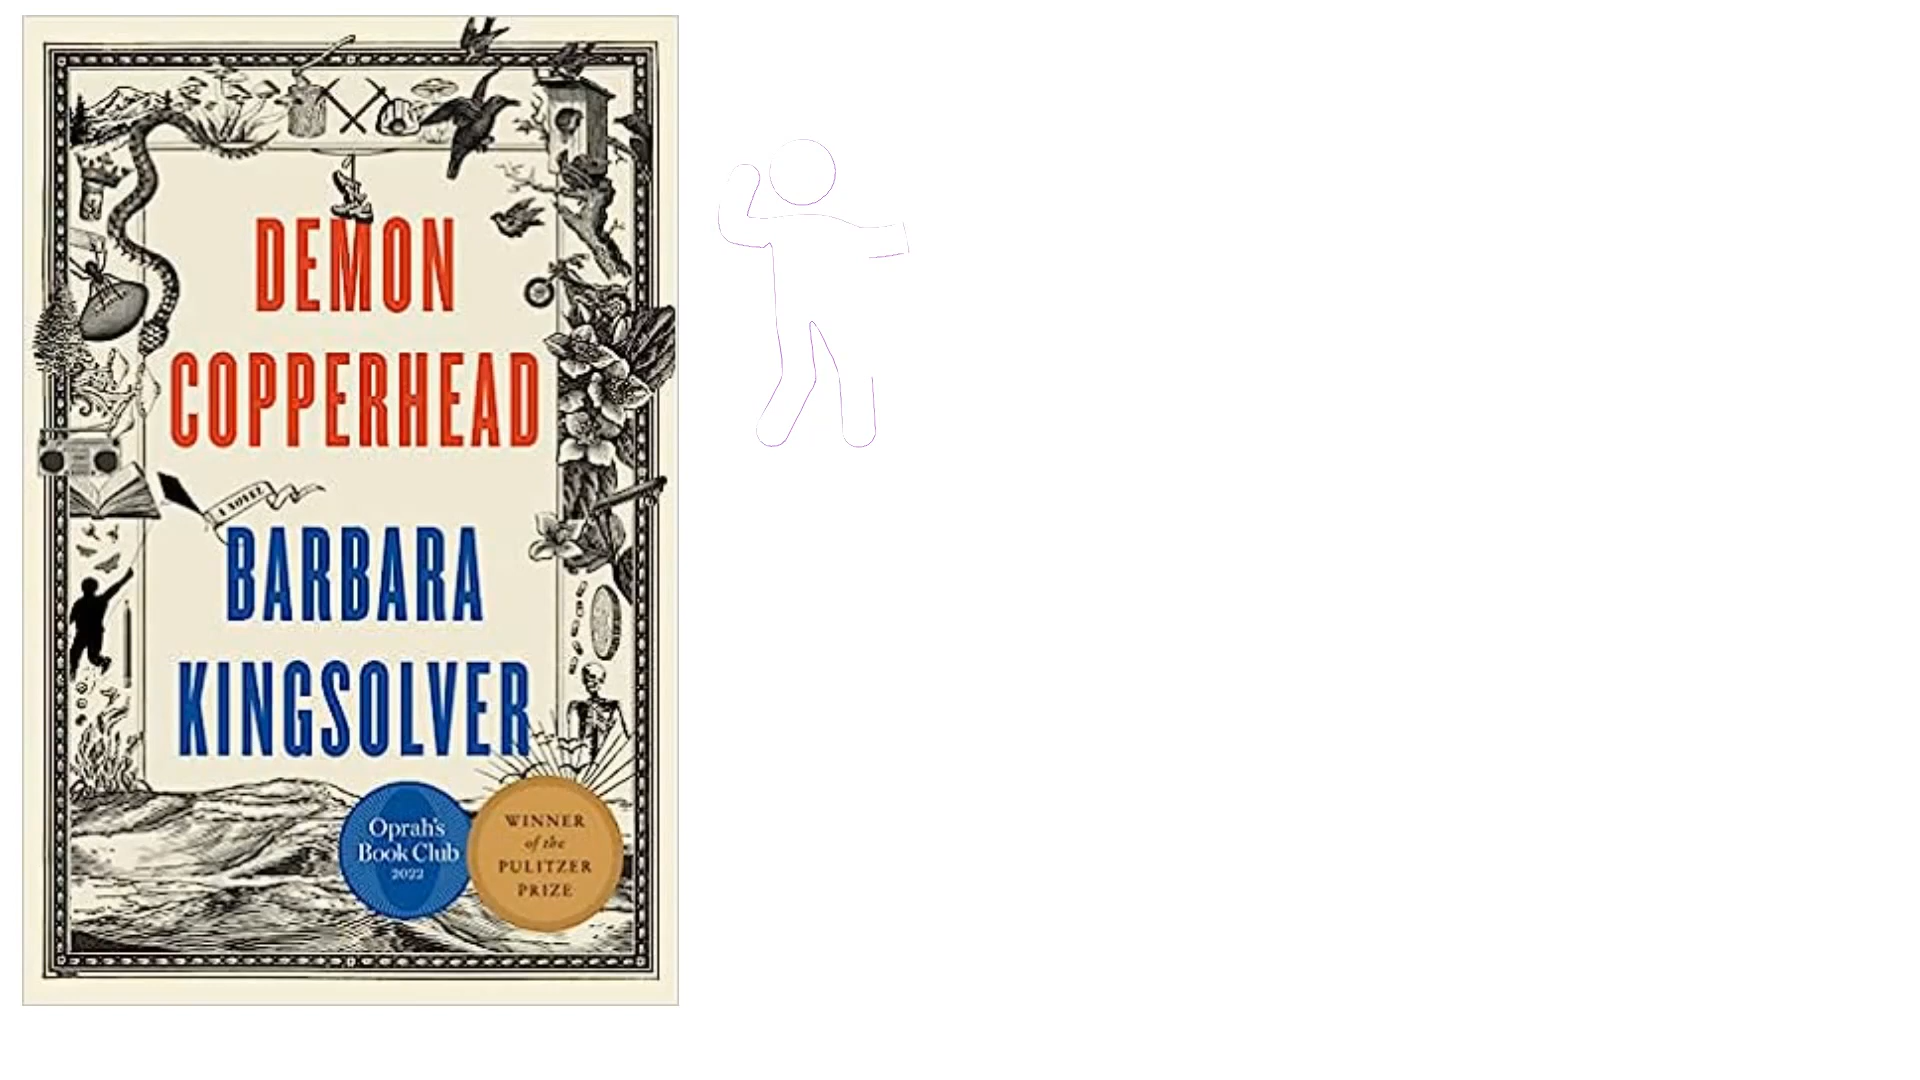 DEMON
COPPERHEAD
A NOVEL
BARBARA
KINGSOLVER
Oprah's
Book Club
2022
WINNER
of the
PULITZER
PRIZE